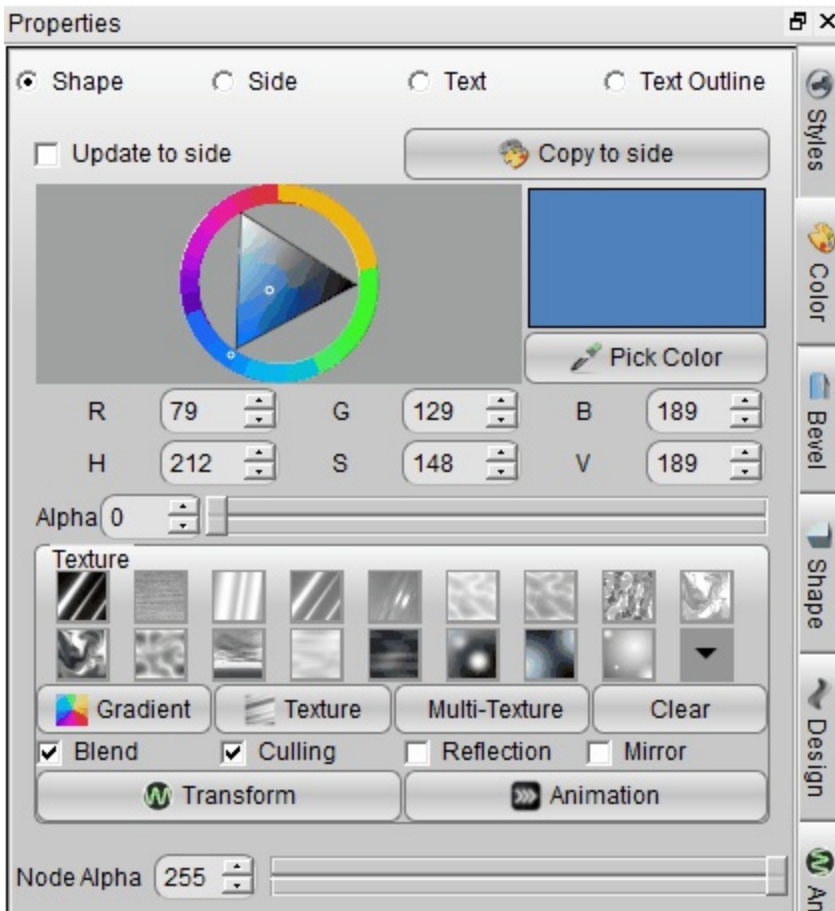 Properties
Shape Side Text Text Outline
Update to side Copy to side
Pick Color
R 79 G 129 B 189
H 212 S 148 V 189
Alpha 0
Texture
Gradient Texture Multi-Texture Clear
Blend Culling Reflection Mirror
Transform Animation
Node Alpha 255
Styles
Color
Bevel
Shape
Design
An